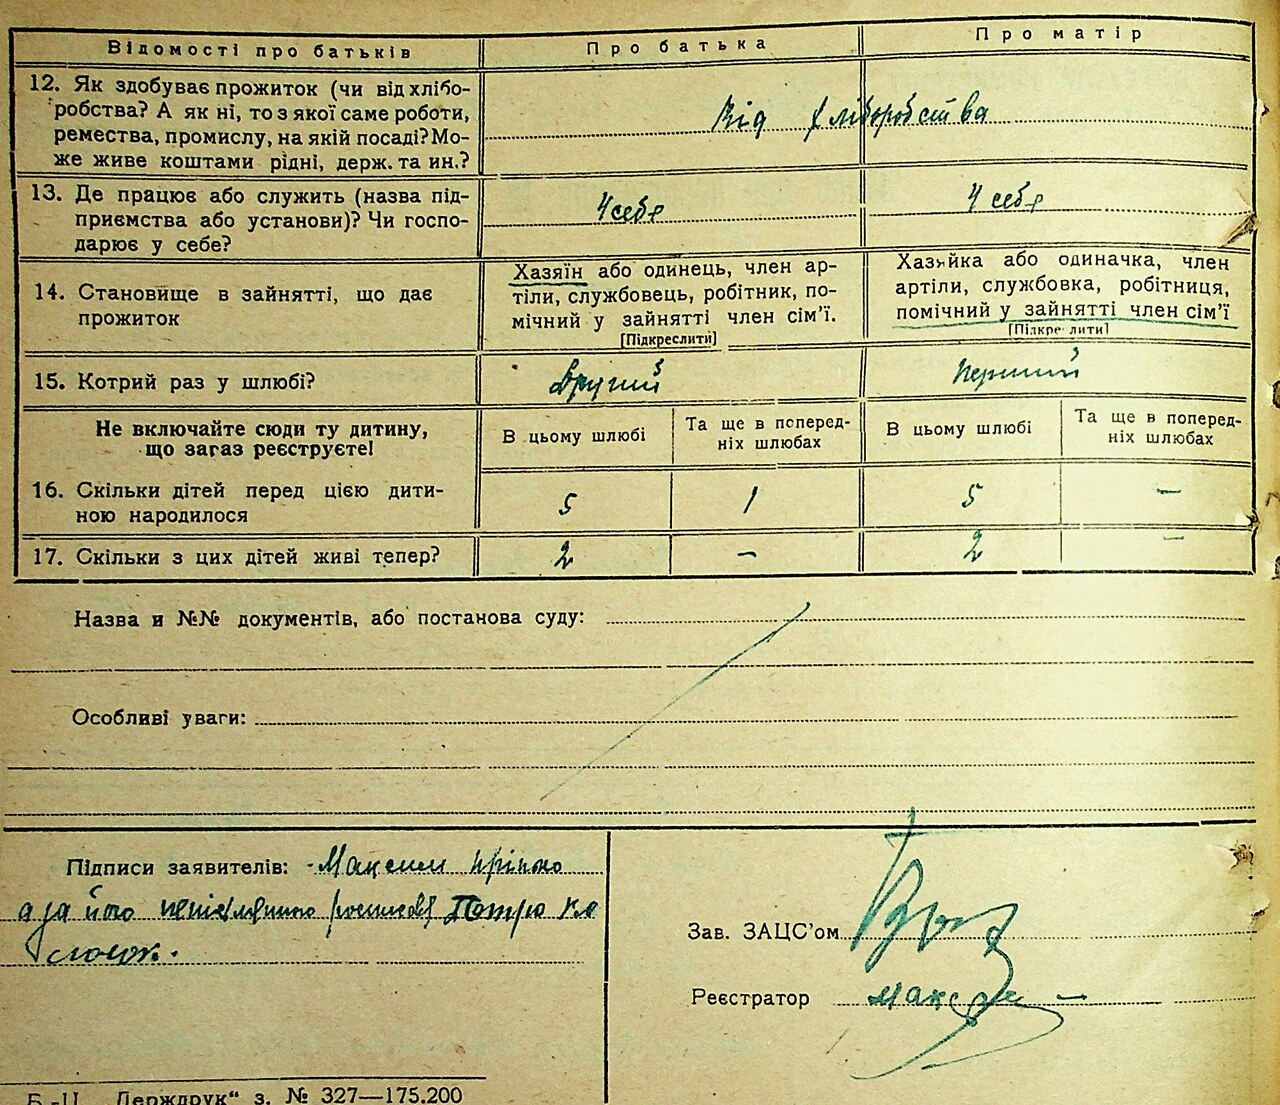 Відомості про батьків
Про батька
Про матір
12. Як здобуває прожиток (чи від хлібо-
робства? А як ні, то з якої саме роботи,
ремества, промислу, на якій посаді? Мо-
же живе коштами рідні, держ. та ин.?
Від хліборобства
13. Де працює або служить (назва під-
приємства або установи)? Чи госпо-
дарює у себе?
У себе
У себе
14. Становище в зайнятті, що дає
прожиток
Хазяїн або одинець, член ар-
тіли, службовець, робітник, по-
мічний у зайнятті член сім’ї.
[Підкреслити]
Хазяйка або одиначка, член
артіли, службовка, робітниця,
помічний у зайнятті член сім’ї
[Підкреслити]
15. Котрий раз у шлюбі?
Другий
Перший
Не включайте сюди ту дитину,
що загаз реєструєте!
В цьому шлюбі
Та ще в поперед-
ніх шлюбах
В цьому шлюбі
Та ще в поперед-
ніх шлюбах
16. Скільки дітей перед цією дити-
ною народилося
5
1
5
—
17. Скільки з цих дітей живі тепер?
2
—
2
—
Назва и №№ документів, або постанова суду:
Особливі уваги:
Підписи заявителів: Максим
а за його неписьменного росписався Петро
Зав. ЗАЦС’ом
Реєстратор
Б.-Ц. „Держдрук“ з. № 327—175.200